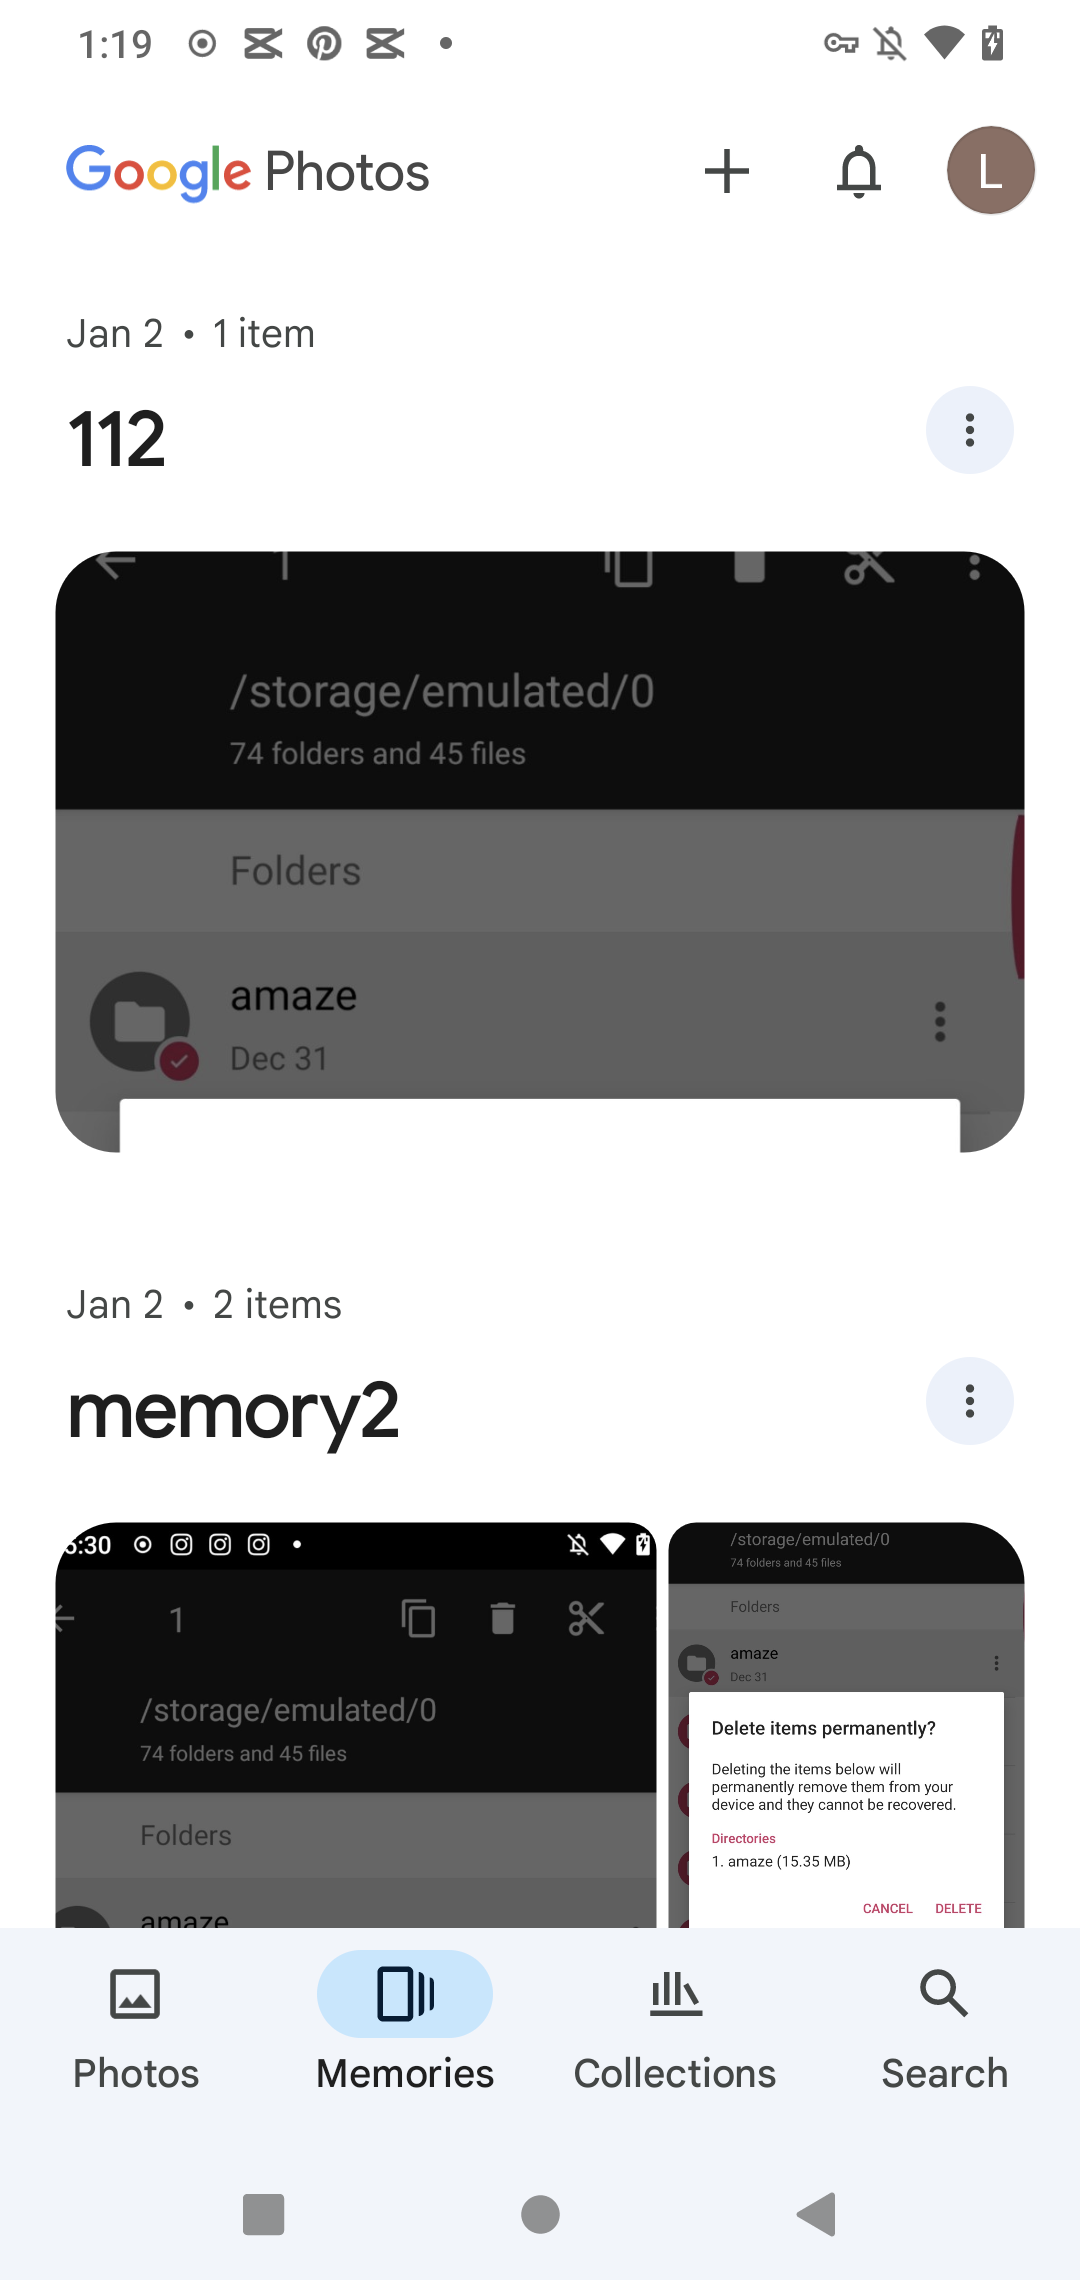 1:19
Google Photos
L
Jan 2 • 1 item
112
1
/storage/emulated/0
74 folders and 45 files
Folders
amaze
Dec 31
Jan 2 • 2 items
memory2
5:30
1
/storage/emulated/0
74 folders and 45 files
Folders
amaze
/storage/emulated/0
74 folders and 45 files
Folders
amaze
Dec 31
Delete items permanently?
Deleting the items below will
permanently remove them from your
device and they cannot be recovered.
Directories
1. amaze (15.35 MB)
CANCEL DELETE
Photos
Memories
Collections
Search